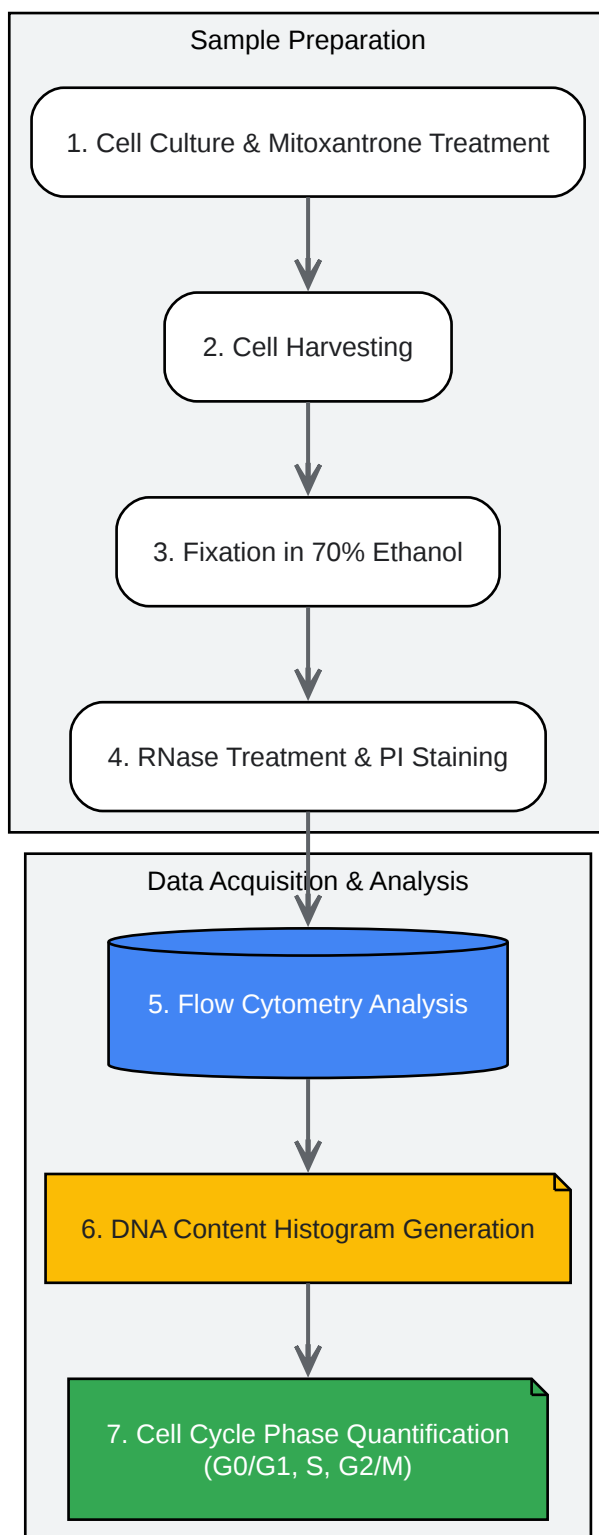 Sample Preparation
1. Cell Culture & Mitoxantrone Treatment
2. Cell Harvesting
3. Fixation in 70% Ethanol
4. RNase Treatment & PI Staining
Data Acquisition & Analysis
5. Flow Cytometry Analysis
6. DNA Content Histogram Generation
7. Cell Cycle Phase Quantification
(G0/G1, S, G2/M)